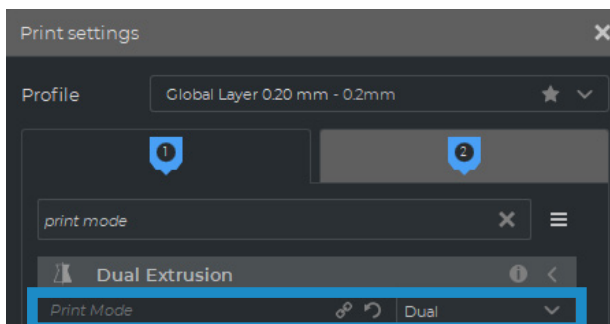 Print settings
Profile Global Layer 0.20 mm - 0.2mm
1 2
print mode
Dual Extrusion
Print Mode Dual